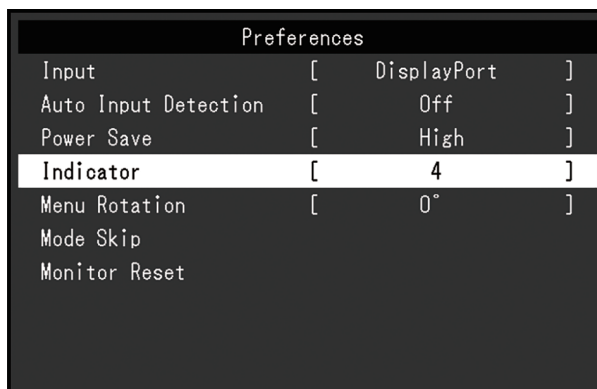 Preferences
Input [ DisplayPort ]
Auto Input Detection [ Off ]
Power Save [ High ]
Indicator [ 4 ]
Menu Rotation [ 0° ]
Mode Skip
Monitor Reset